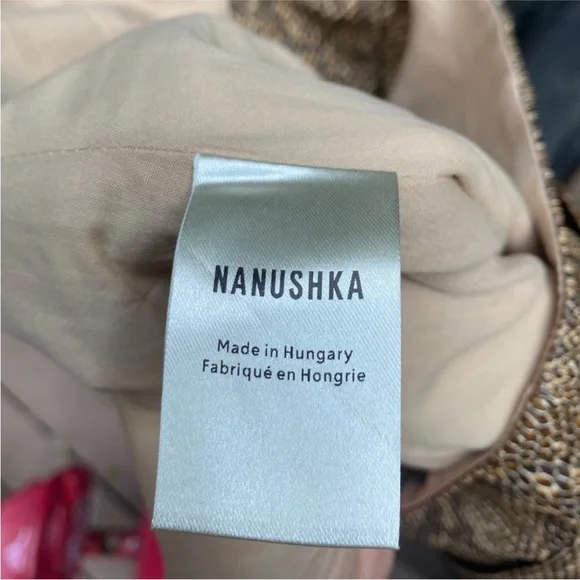 NANUSHKA
Made in Hungary
Fabriqué en Hongrie